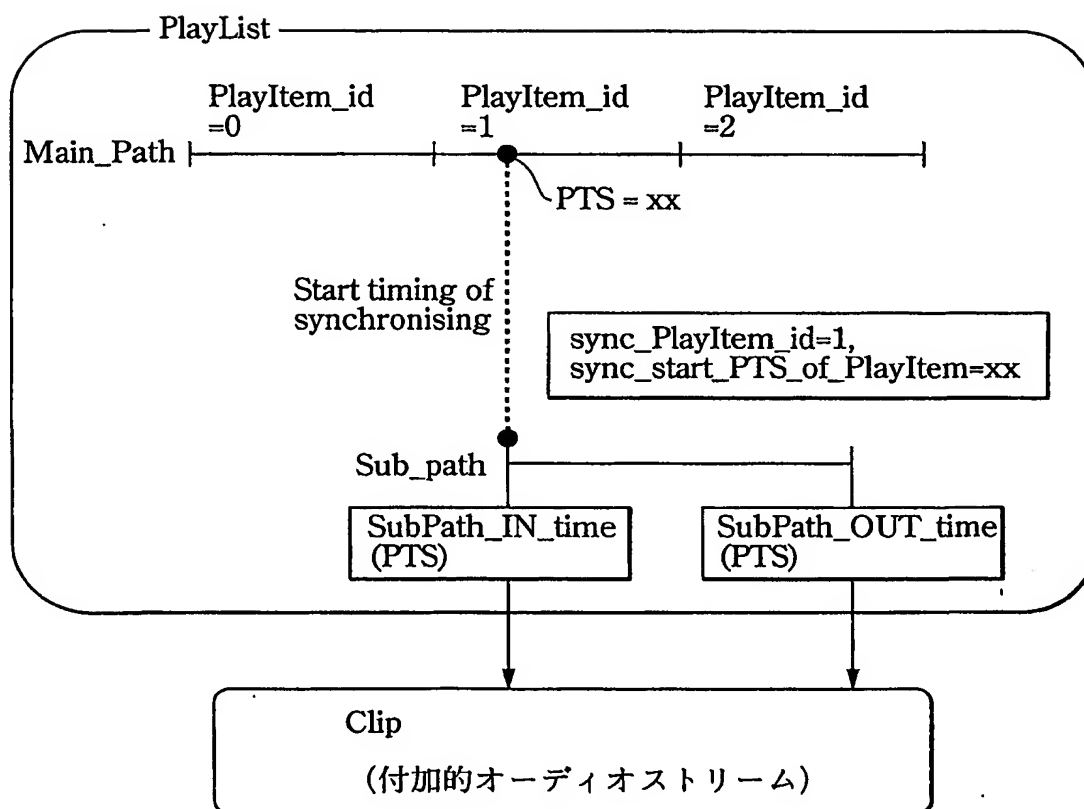 PlayList
PlayItem_id
=0
PlayItem_id
=1
PlayItem_id
=2
Main_Path
PTS = xx
Start timing of
synchronising
sync_PlayItem_id=1,
sync_start_PTS_of_PlayItem=xx
Sub_path
SubPath_IN_time
(PTS)
SubPath_OUT_time
(PTS)
Clip
(付加的オーディオストリーム)